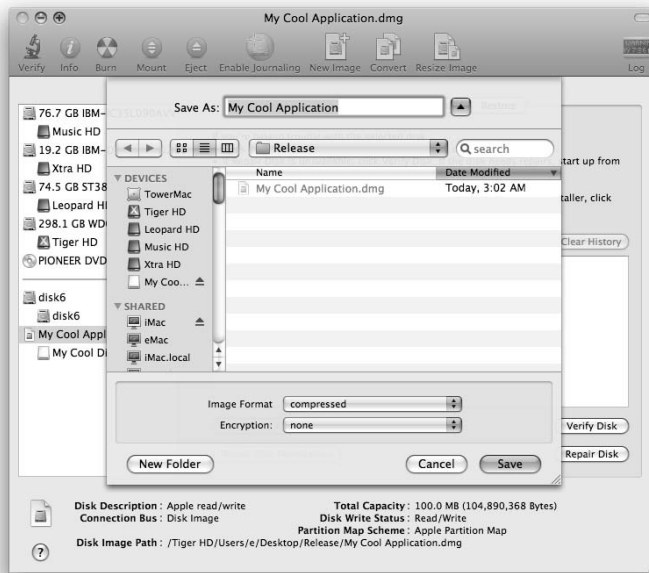 My Cool Application.dmg
Verify Info Burn Mount Eject Enable Journaling New Image Convert Resize Image Log
Save As: My Cool Application
Release search
Name Date Modified
My Cool Application.dmg Today, 3:02 AM
DEVICES
TowerMac
Tiger HD
Leopard HD
Music HD
Xtra HD
My Coo...
SHARED
iMac
eMac
iMac.local
Image Format compressed
Encryption: none
New Folder Cancel Save
76.7 GB IBM-
Music HD
19.2 GB IBM-
Xtra HD
74.5 GB ST38
Leopard H
298.1 GB WD
Tiger HD
PIONEER DVD
disk6
disk6
My Cool Appl
My Cool Di
start up from
taller, click
Clear History
Verify Disk
Repair Disk
Disk Description : Apple read/write
Connection Bus : Disk Image
Total Capacity : 100.0 MB (104,890,368 Bytes)
Disk Write Status : Read/Write
Partition Map Scheme : Apple Partition Map
Disk Image Path : /Tiger HD/Users/e/Desktop/Release/My Cool Application.dmg
?